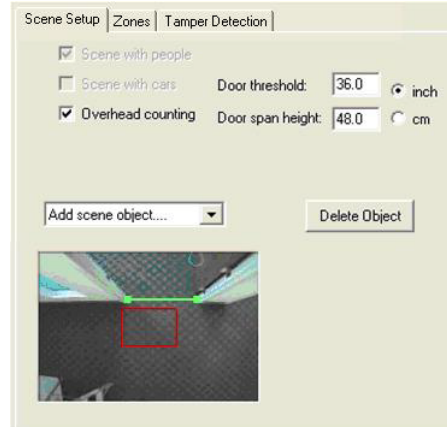 Scene Setup Zones Tamper Detection
Scene with people
Scene with cars Door threshold: 36.0 inch
Overhead counting Door span height: 48.0 cm
Add scene object.... Delete Object